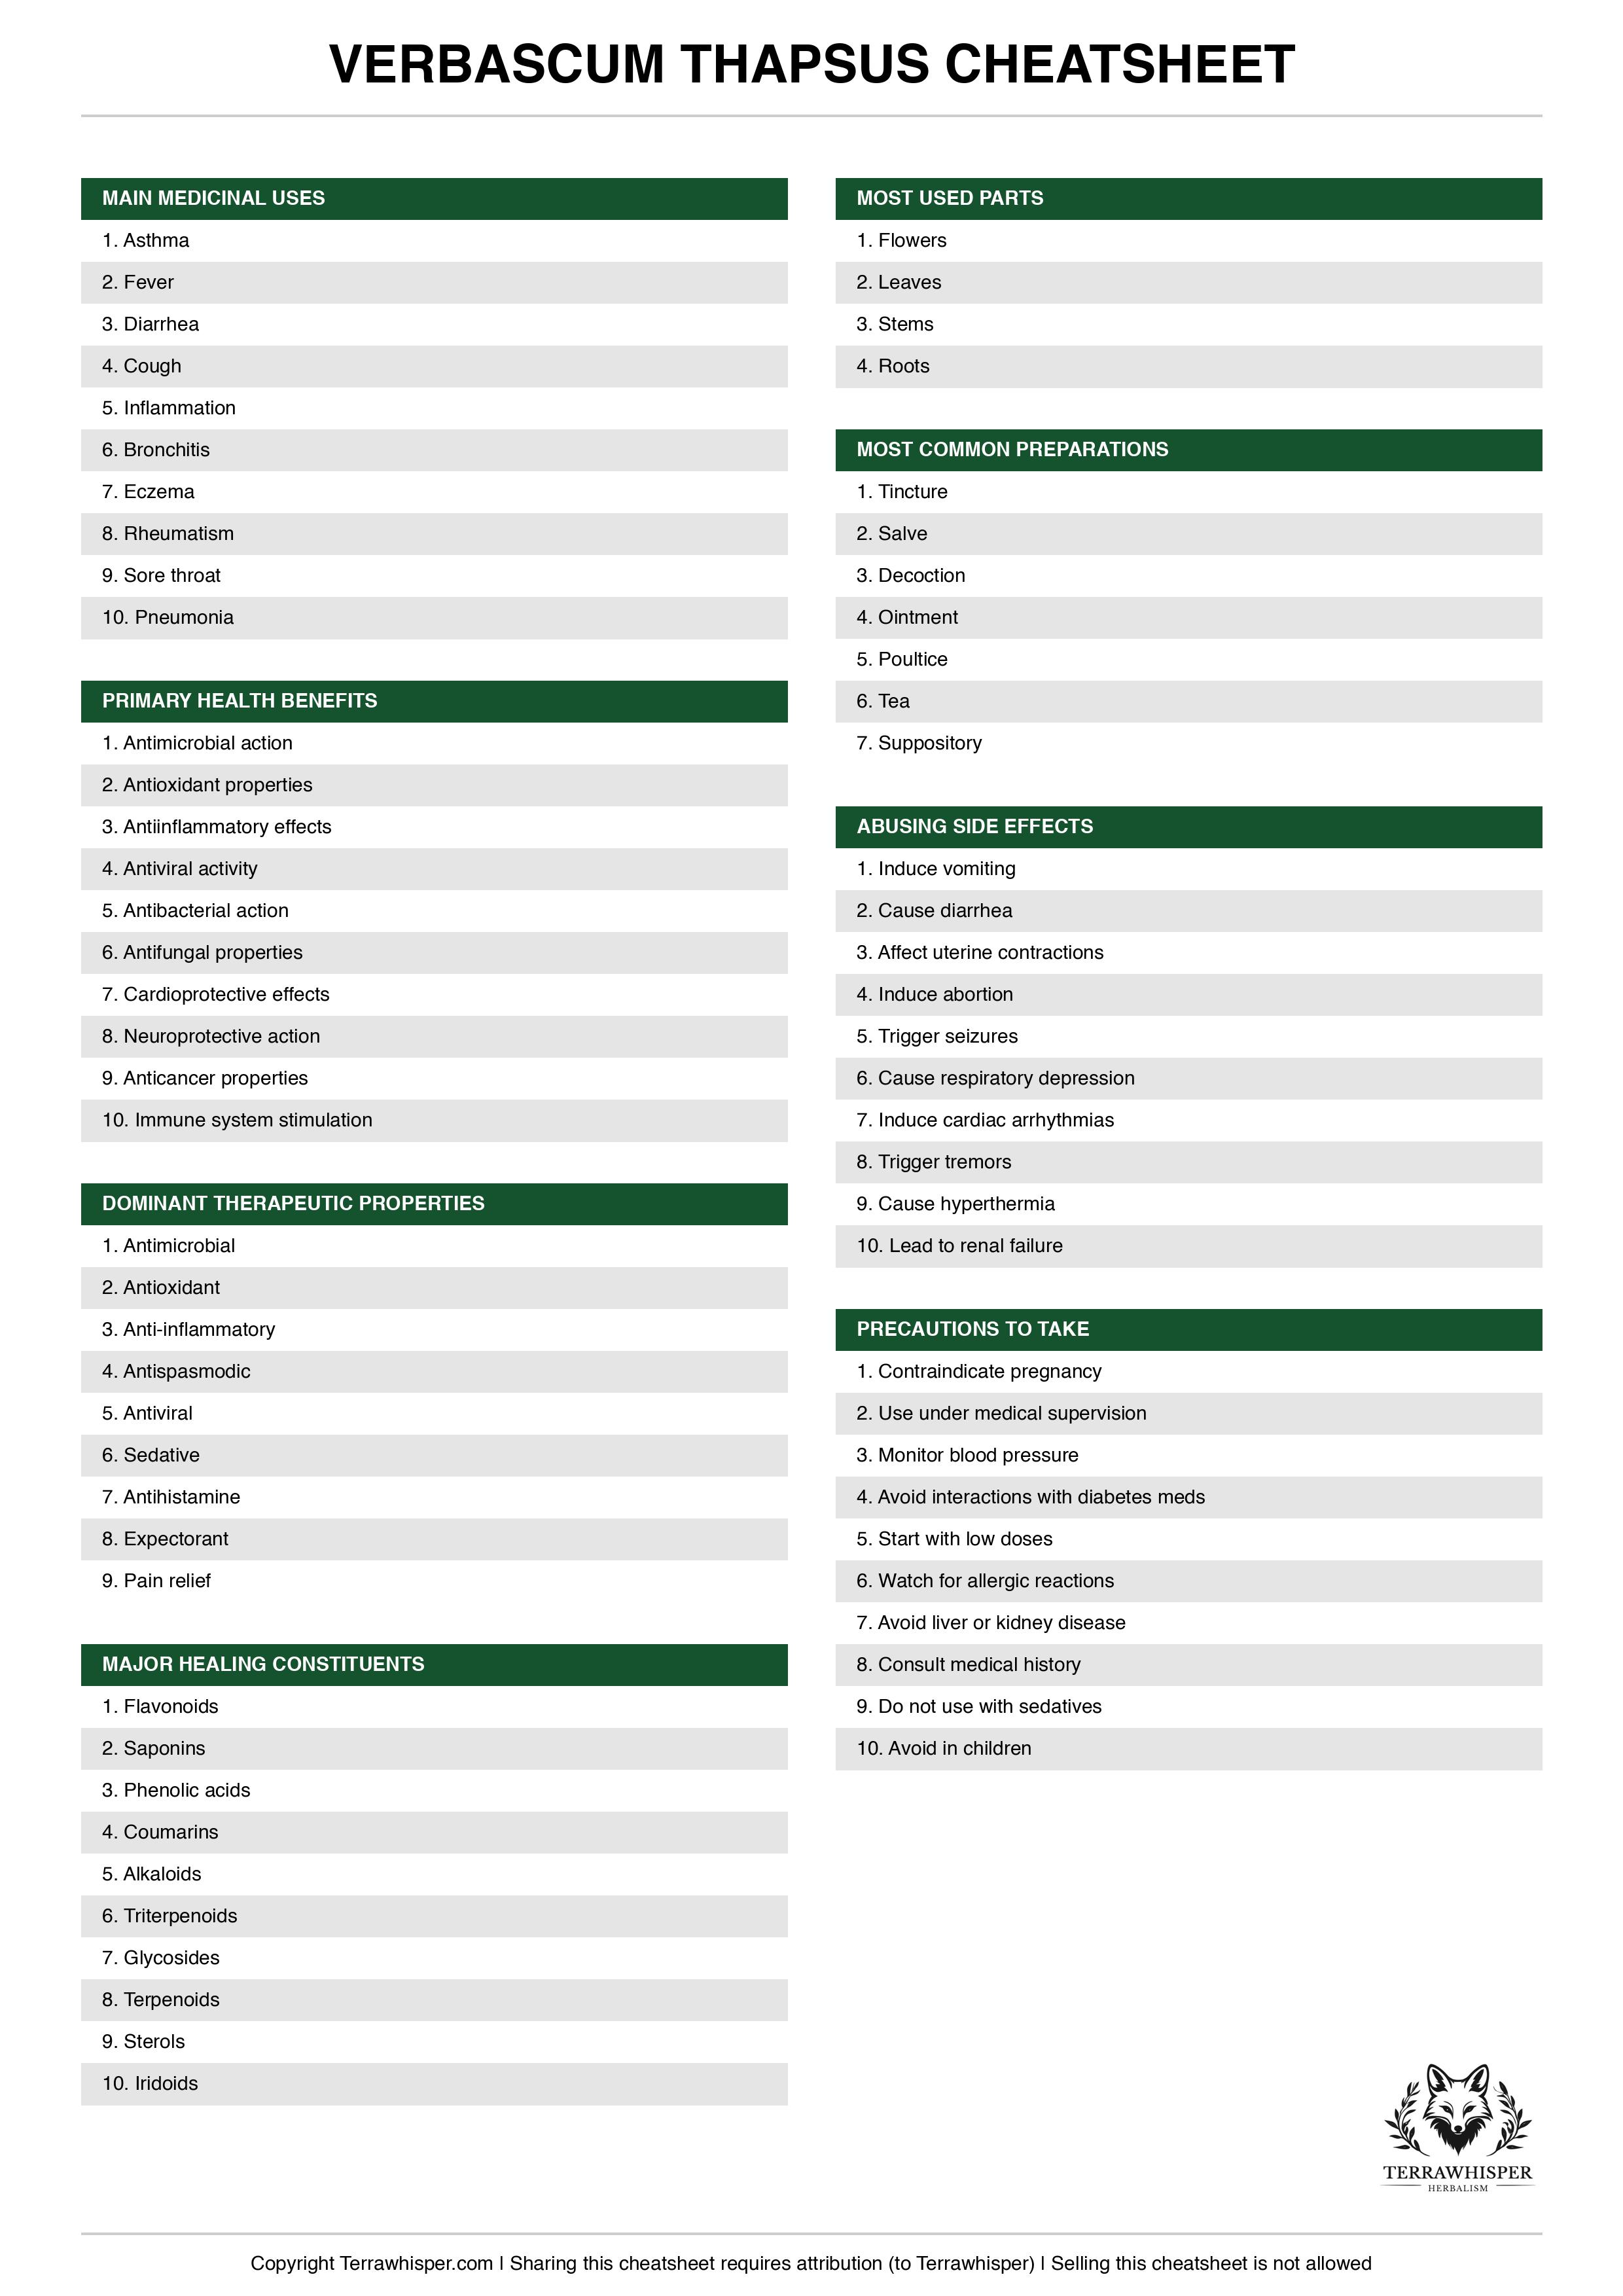 VERBASCUM THAPSUS CHEATSHEET
MAIN MEDICINAL USES
1. Asthma
2. Fever
3. Diarrhea
4. Cough
5. Inflammation
6. Bronchitis
7. Eczema
8. Rheumatism
9. Sore throat
10. Pneumonia
PRIMARY HEALTH BENEFITS
1. Antimicrobial action
2. Antioxidant properties
3. Antiinflammatory effects
4. Antiviral activity
5. Antibacterial action
6. Antifungal properties
7. Cardioprotective effects
8. Neuroprotective action
9. Anticancer properties
10. Immune system stimulation
DOMINANT THERAPEUTIC PROPERTIES
1. Antimicrobial
2. Antioxidant
3. Anti-inflammatory
4. Antispasmodic
5. Antiviral
6. Sedative
7. Antihistamine
8. Expectorant
9. Pain relief
MAJOR HEALING CONSTITUENTS
1. Flavonoids
2. Saponins
3. Phenolic acids
4. Coumarins
5. Alkaloids
6. Triterpenoids
7. Glycosides
8. Terpenoids
9. Sterols
10. Iridoids
MOST USED PARTS
1. Flowers
2. Leaves
3. Stems
4. Roots
MOST COMMON PREPARATIONS
1. Tincture
2. Salve
3. Decoction
4. Ointment
5. Poultice
6. Tea
7. Suppository
ABUSING SIDE EFFECTS
1. Induce vomiting
2. Cause diarrhea
3. Affect uterine contractions
4. Induce abortion
5. Trigger seizures
6. Cause respiratory depression
7. Induce cardiac arrhythmias
8. Trigger tremors
9. Cause hyperthermia
10. Lead to renal failure
PRECAUTIONS TO TAKE
1. Contraindicate pregnancy
2. Use under medical supervision
3. Monitor blood pressure
4. Avoid interactions with diabetes meds
5. Start with low doses
6. Watch for allergic reactions
7. Avoid liver or kidney disease
8. Consult medical history
9. Do not use with sedatives
10. Avoid in children
TERRAWHISPER
HERBALISM
Copyright Terrawhisper.com | Sharing this cheatsheet requires attribution (to Terrawhisper) | Selling this cheatsheet is not allowed